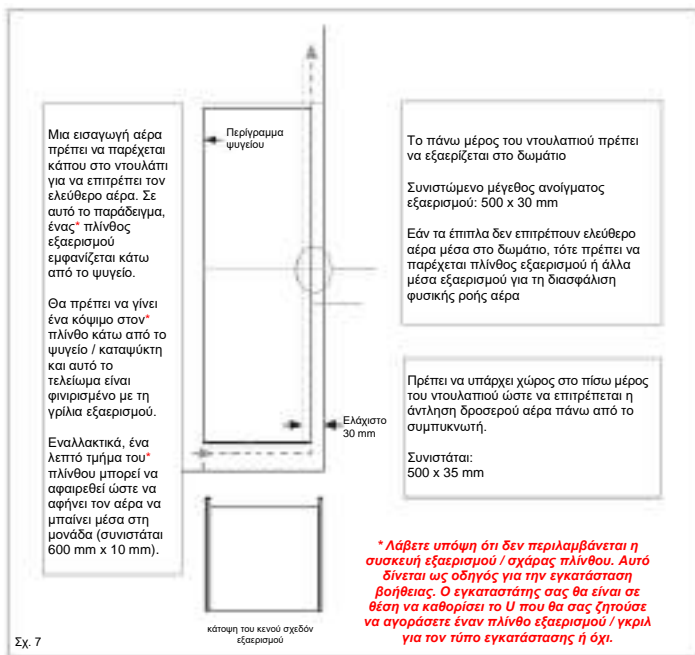 Μια εισαγωγή αέρα
πρέπει να παρέχεται
κάπου στο ντουλάπι
για να επιτρέπει τον
ελεύθερο αέρα. Σε
αυτό το παράδειγμα,
ένας* πλίνθος
εξαερισμού
εμφανίζεται κάτω
από το ψυγείο.
Θα πρέπει να γίνει
ένα κόψιμο στον*
πλίνθο κάτω από το
ψυγείο / καταψύκτη
και αυτό το
τελείωμα είναι
φινιρισμένο με τη
γρίλια εξαερισμού.
Εναλλακτικά, ένα
λεπτό τμήμα του*
πλίνθου μπορεί να
αφαιρεθεί ώστε να
αφήνει τον αέρα να
μπαίνει μέσα στη
μονάδα (συνιστάται
600 mm x 10 mm).
Περίγραμμα
ψυγείου
Ελάχιστο
30 mm
κάτοψη του κενού σχεδόν
εξαερισμού
Το πάνω μέρος του ντουλαπιού πρέπει
να εξαερίζεται στο δωμάτιο
Συνιστώμενο μέγεθος ανοίγματος
εξαερισμού: 500 x 30 mm
Εάν τα έπιπλα δεν επιτρέπουν ελεύθερο
αέρα μέσα στο δωμάτιο, τότε πρέπει να
παρέχεται πλίνθος εξαερισμού ή άλλα
μέσα εξαερισμού για τη διασφάλιση
φυσικής ροής αέρα
Πρέπει να υπάρχει χώρος στο πίσω μέρος
του ντουλαπιού ώστε να επιτρέπεται η
άντληση δροσερού αέρα πάνω από το
συμπυκνωτή.
Συνιστάται:
500 x 35 mm
* Λάβετε υπόψη ότι δεν περιλαμβάνεται η
συσκευή εξαερισμού / σχάρας πλίνθου. Αυτό
δίνεται ως οδηγός για την εγκατάσταση
βοήθειας. Ο εγκαταστάτης σας θα είναι σε
θέση να καθορίσει το U που θα σας ζητούσε
να αγοράσετε έναν πλίνθο εξαερισμού / γκριλ
για τον τύπο εγκατάστασης ή όχι.
Σχ. 7